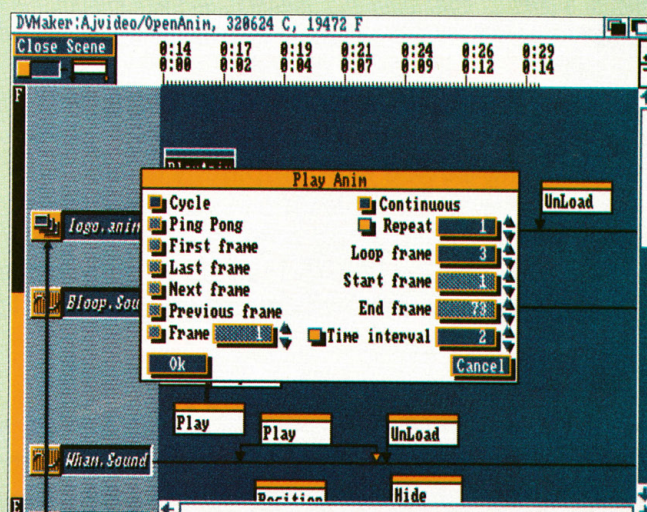 DVMaker:Ajvideo/OpenAnim, 328624 C, 19472 F
Close Scene
0:14 0:17 0:19 0:21 0:24 0:26 0:29
0:00 0:02 0:04 0:07 0:09 0:12 0:14
F
PlayAnim
Play Anim
Cycle
Continuous
UnLoad
Ping Pong
Repeat 1
logo.anim
First frame
Loop frame 3
Last frame
Start frame 1
Next frame
End frame 73
Bloop.Sou
Previous frame
Frame 1
Time interval 2
Ok
Cancel
Play
Play
UnLoad
Wham.Sound
Position
Hide
E